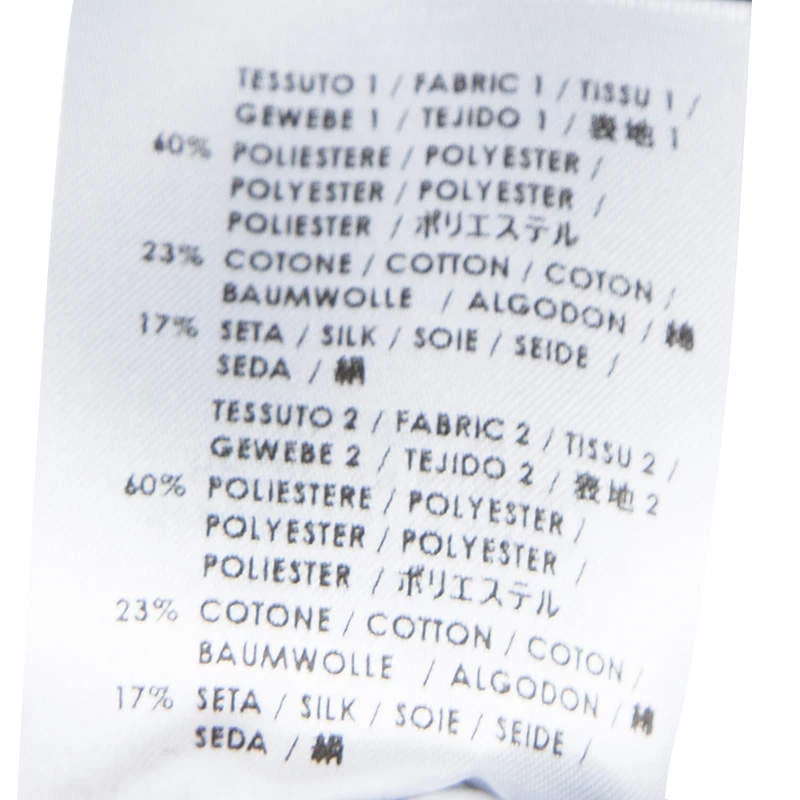 TESSUTO 1 / FABRIC 1 / TISSU 1 /
GEWEBE 1 / TEJIDO 1 / 表地 1
60% POLIESTERE / POLYESTER /
POLYESTER / POLYESTER /
POLIESTER / ポリエステル
23% COTONE / COTTON / COTON /
BAUMWOLLE / ALGODON / 綿
17% SETA / SILK / SOIE / SEIDE /
SEDA / 絹
TESSUTO 2 / FABRIC 2 / TISSU 2 /
GEWEBE 2 / TEJIDO 2 / 表地 2
60% POLIESTERE / POLYESTER /
POLYESTER / POLYESTER /
POLIESTER / ポリエステル
23% COTONE / COTTON / COTON /
BAUMWOLLE / ALGODON / 綿
17% SETA / SILK / SOIE / SEIDE /
SEDA / 絹